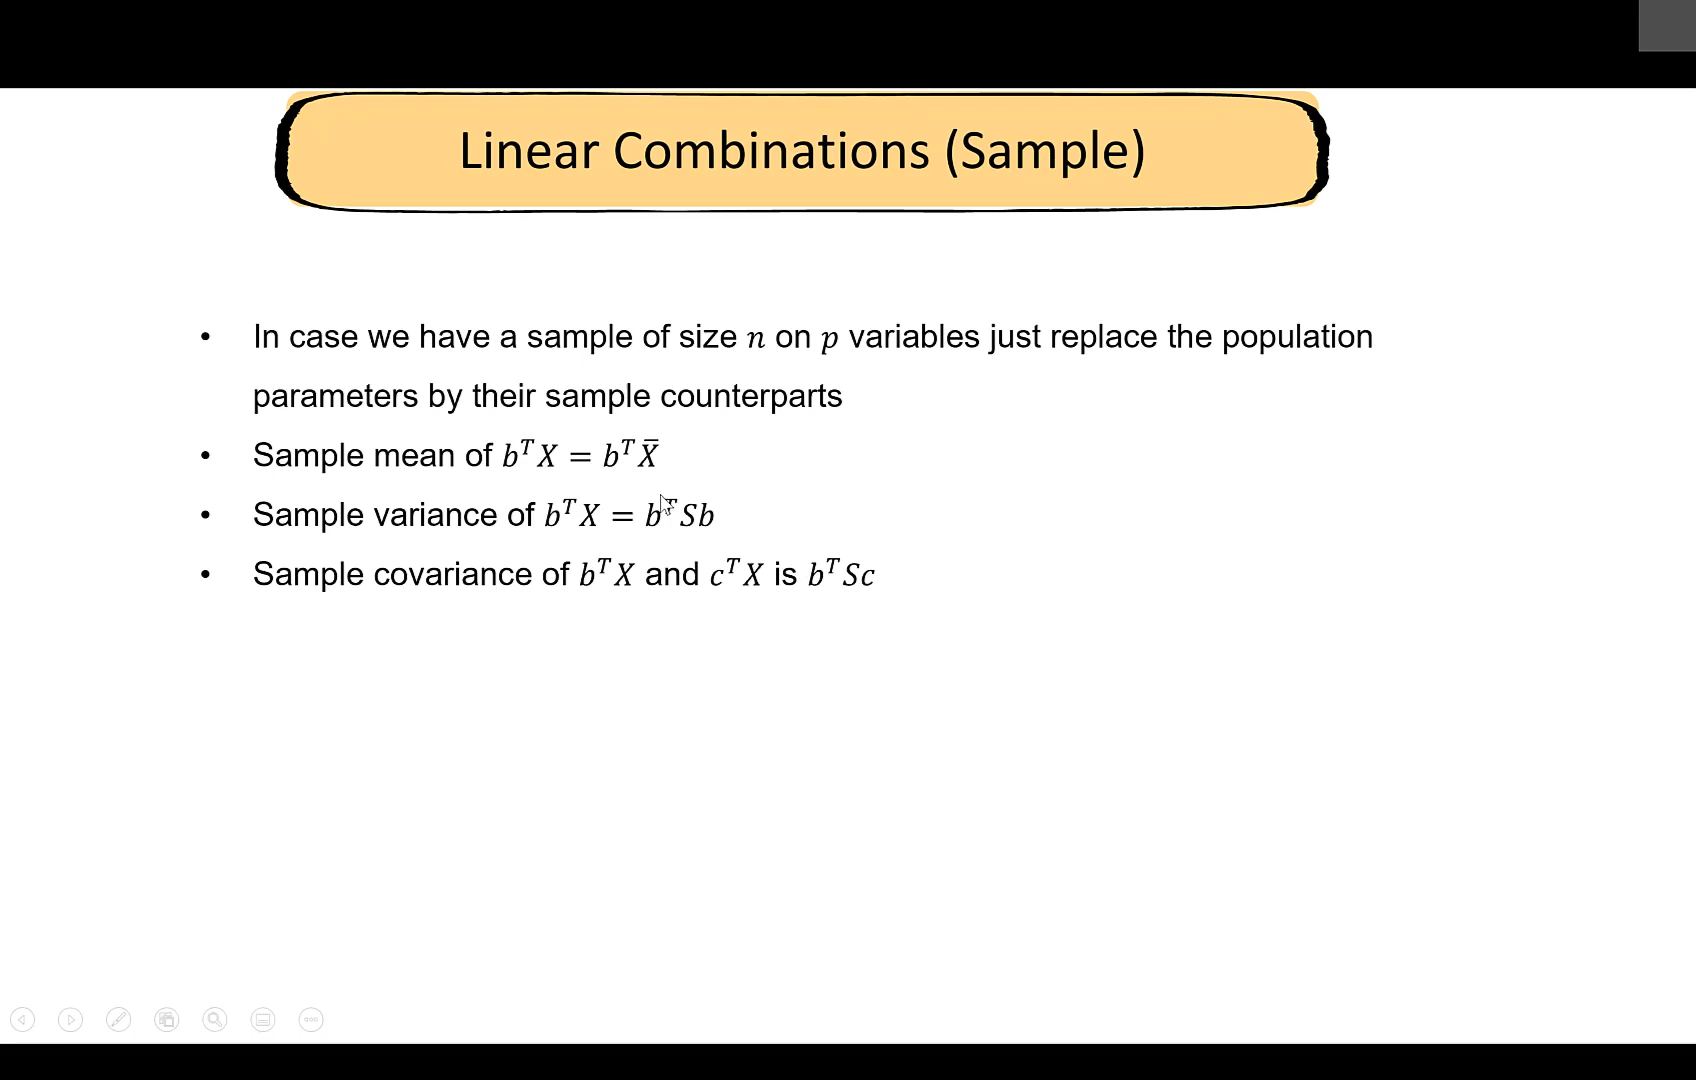 Linear Combinations (Sample)
• In case we have a sample of size n on p variables just replace the population
parameters by their sample counterparts
• Sample mean of bᵀX = bᵀX̄
• Sample variance of bᵀX = bᵀSb
• Sample covariance of bᵀX and cᵀX is bᵀSc